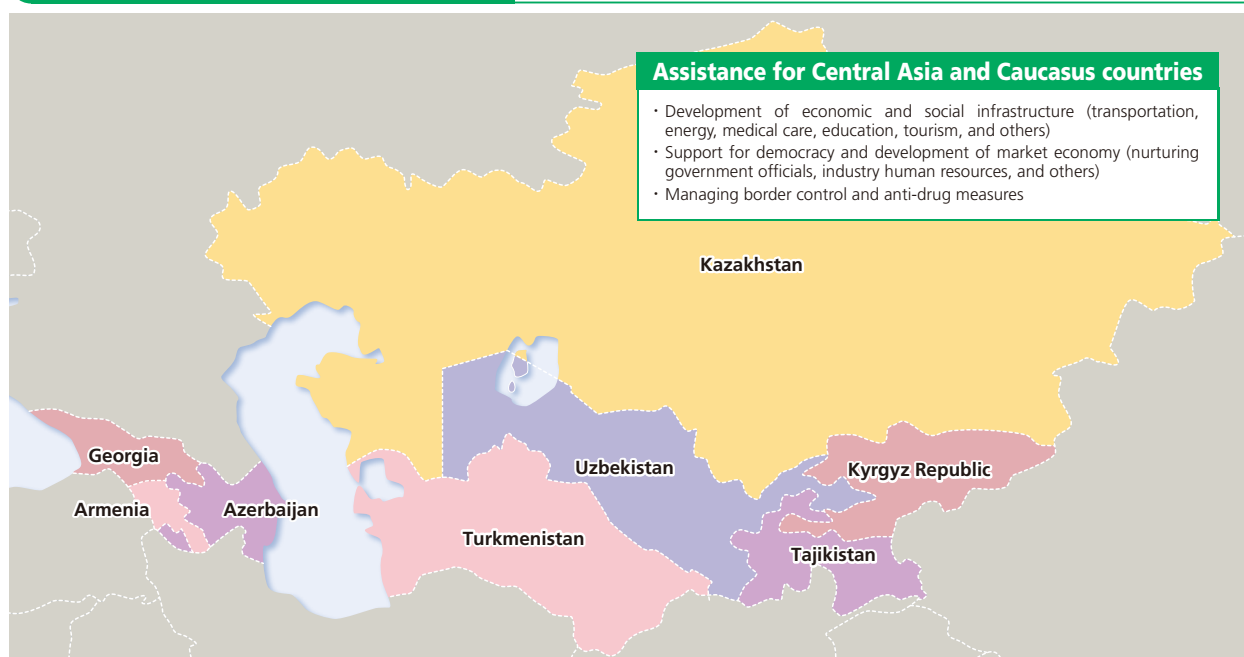 Assistance for Central Asia and Caucasus countries
· Development of economic and social infrastructure (transportation,
energy, medical care, education, tourism, and others)
· Support for democracy and development of market economy (nurturing
government officials, industry human resources, and others)
· Managing border control and anti-drug measures
Kazakhstan
Georgia
Uzbekistan
Kyrgyz Republic
Armenia
Azerbaijan
Turkmenistan
Tajikistan